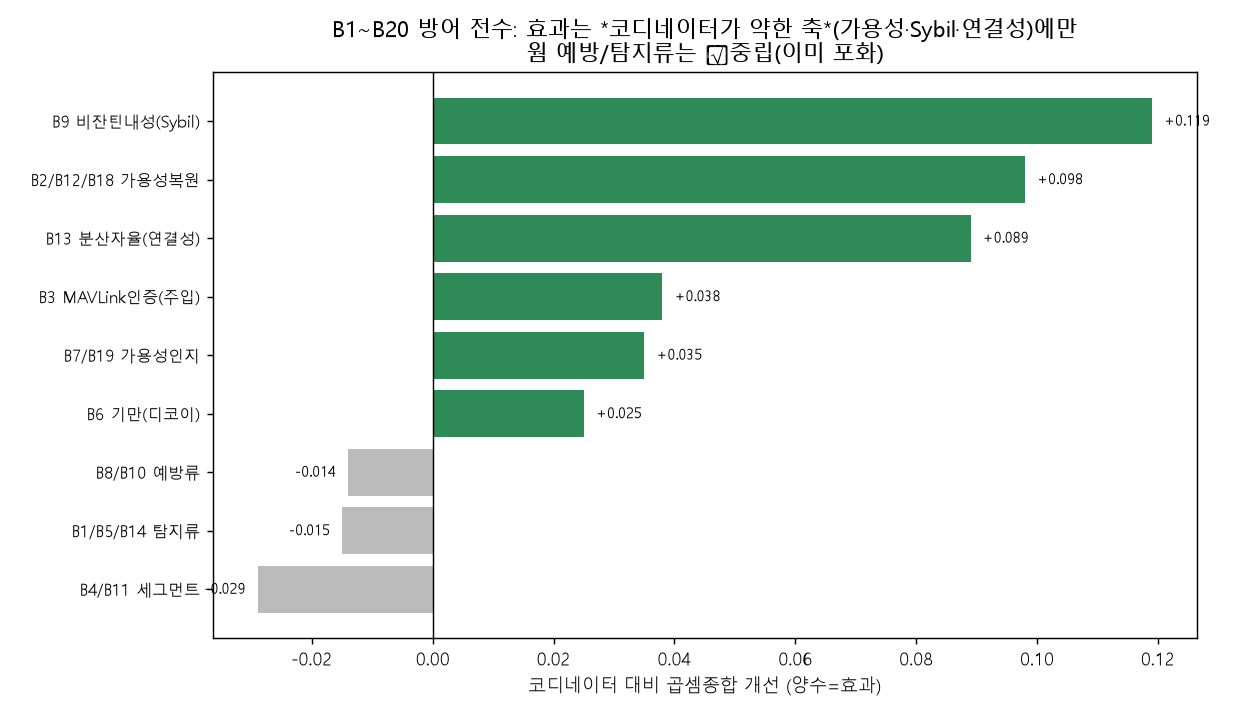 B1~B20 방어 전수: 효과는 *코디네이터가 약한 축*(가용성·Sybil·연결성)에만
웜 예방/탐지류는 √중립(이미 포화)
B9 비잔틴내성(Sybil)
+0.119
B2/B12/B18 가용성복원
+0.098
B13 분산자율(연결성)
+0.089
B3 MAVLink인증(주입)
+0.038
B7/B19 가용성인지
+0.035
B6 기만(디코이)
+0.025
B8/B10 예방류
-0.014
B1/B5/B14 탐지류
-0.015
B4/B11 세그먼트
-0.029
-0.02 0.00 0.02 0.04 0.06 0.08 0.10 0.12
코디네이터 대비 곱셈종합 개선 (양수=효과)